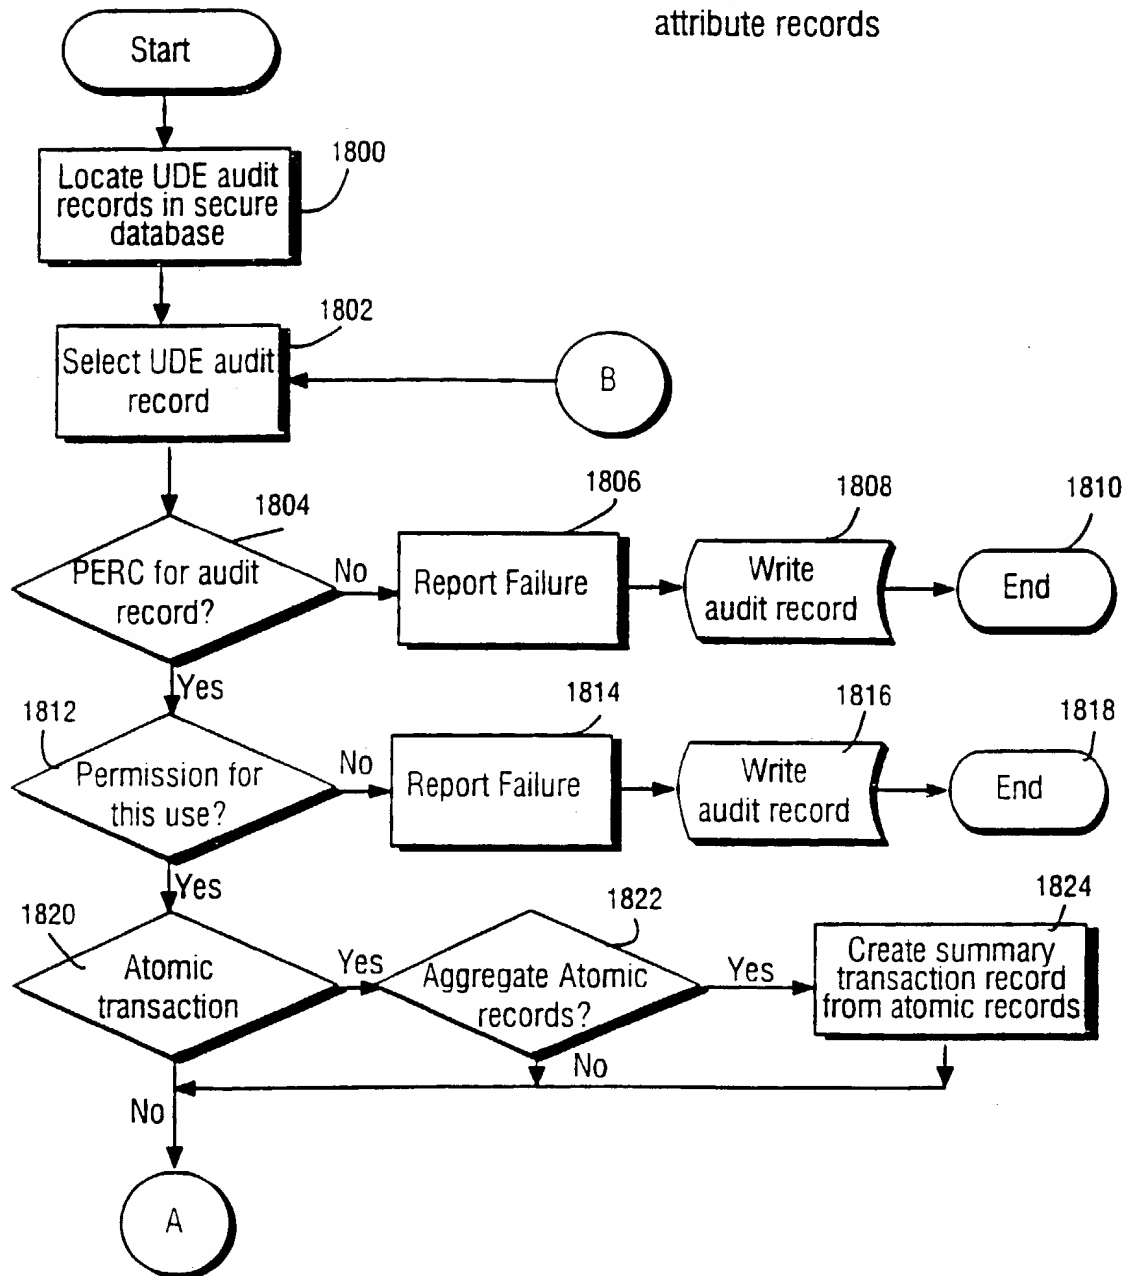 attribute records
Start
1800
Locate UDE audit
records in secure
database
1802
Select UDE audit
record
B
1804
PERC for audit
record?
No
1806
Report Failure
1808
Write
audit record
1810
End
Yes
1812
Permission for
this use?
No
1814
Report Failure
1816
Write
audit record
1818
End
Yes
1820
Atomic
transaction
Yes
1822
Aggregate Atomic
records?
Yes
1824
Create summary
transaction record
from atomic records
No
No
A